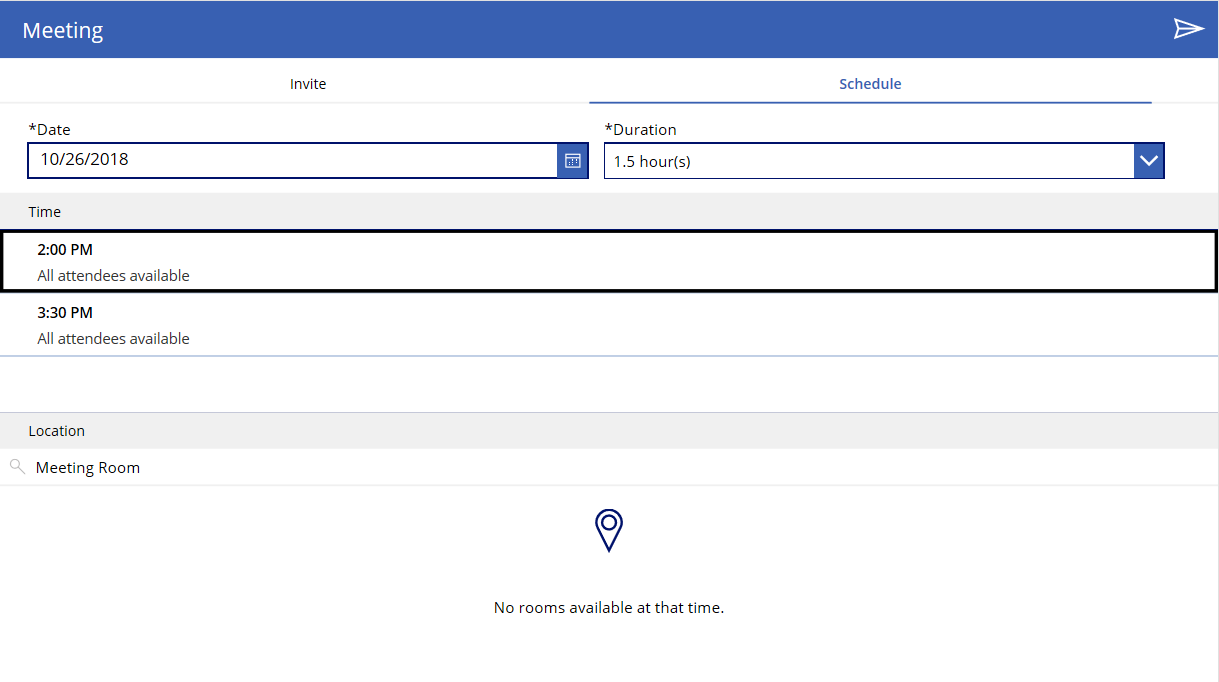 Meeting
Invite
Schedule
*Date
*Duration
10/26/2018
1.5 hour(s)
Time
2:00 PM
All attendees available
3:30 PM
All attendees available
Location
Meeting Room
No rooms available at that time.